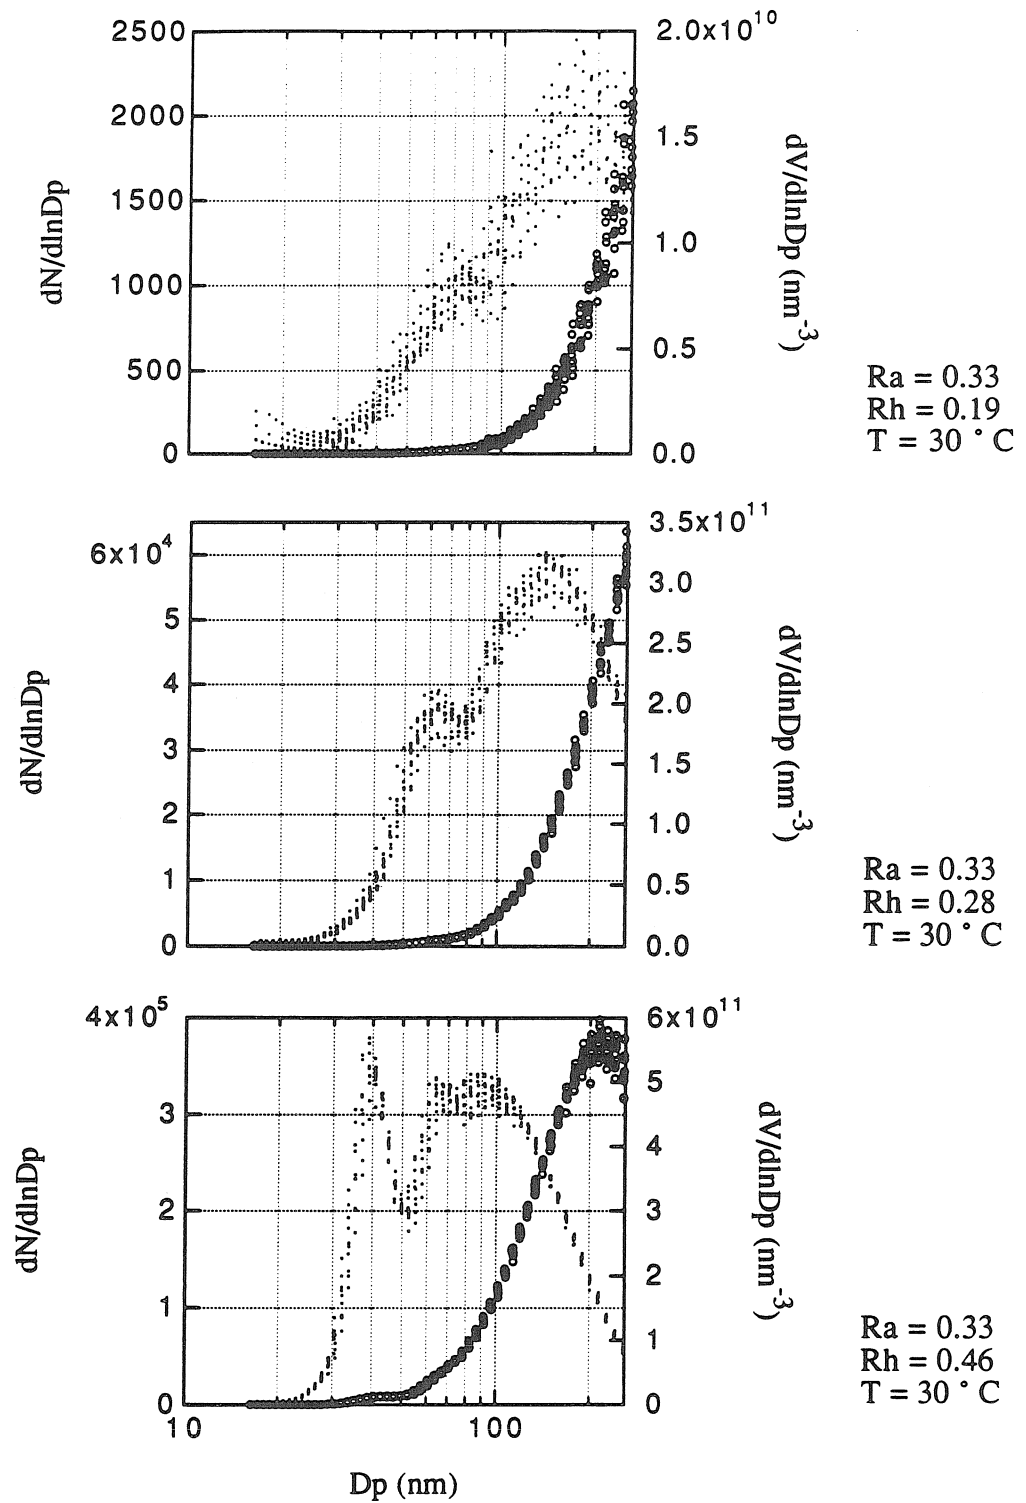 2500
2000
1500
1000
500
0
dN/dlnDp
2.0x10^10
1.5
1.0
0.5
0.0
dV/dlnDp (nm^-3)
Ra = 0.33
Rh = 0.19
T = 30 ° C
6x10^4
5
4
3
2
1
0
dN/dlnDp
3.5x10^11
3.0
2.5
2.0
1.5
1.0
0.5
0.0
dV/dlnDp (nm^-3)
Ra = 0.33
Rh = 0.28
T = 30 ° C
4x10^5
3
2
1
0
dN/dlnDp
6x10^11
5
4
3
2
1
0
dV/dlnDp (nm^-3)
Ra = 0.33
Rh = 0.46
T = 30 ° C
10
100
Dp (nm)